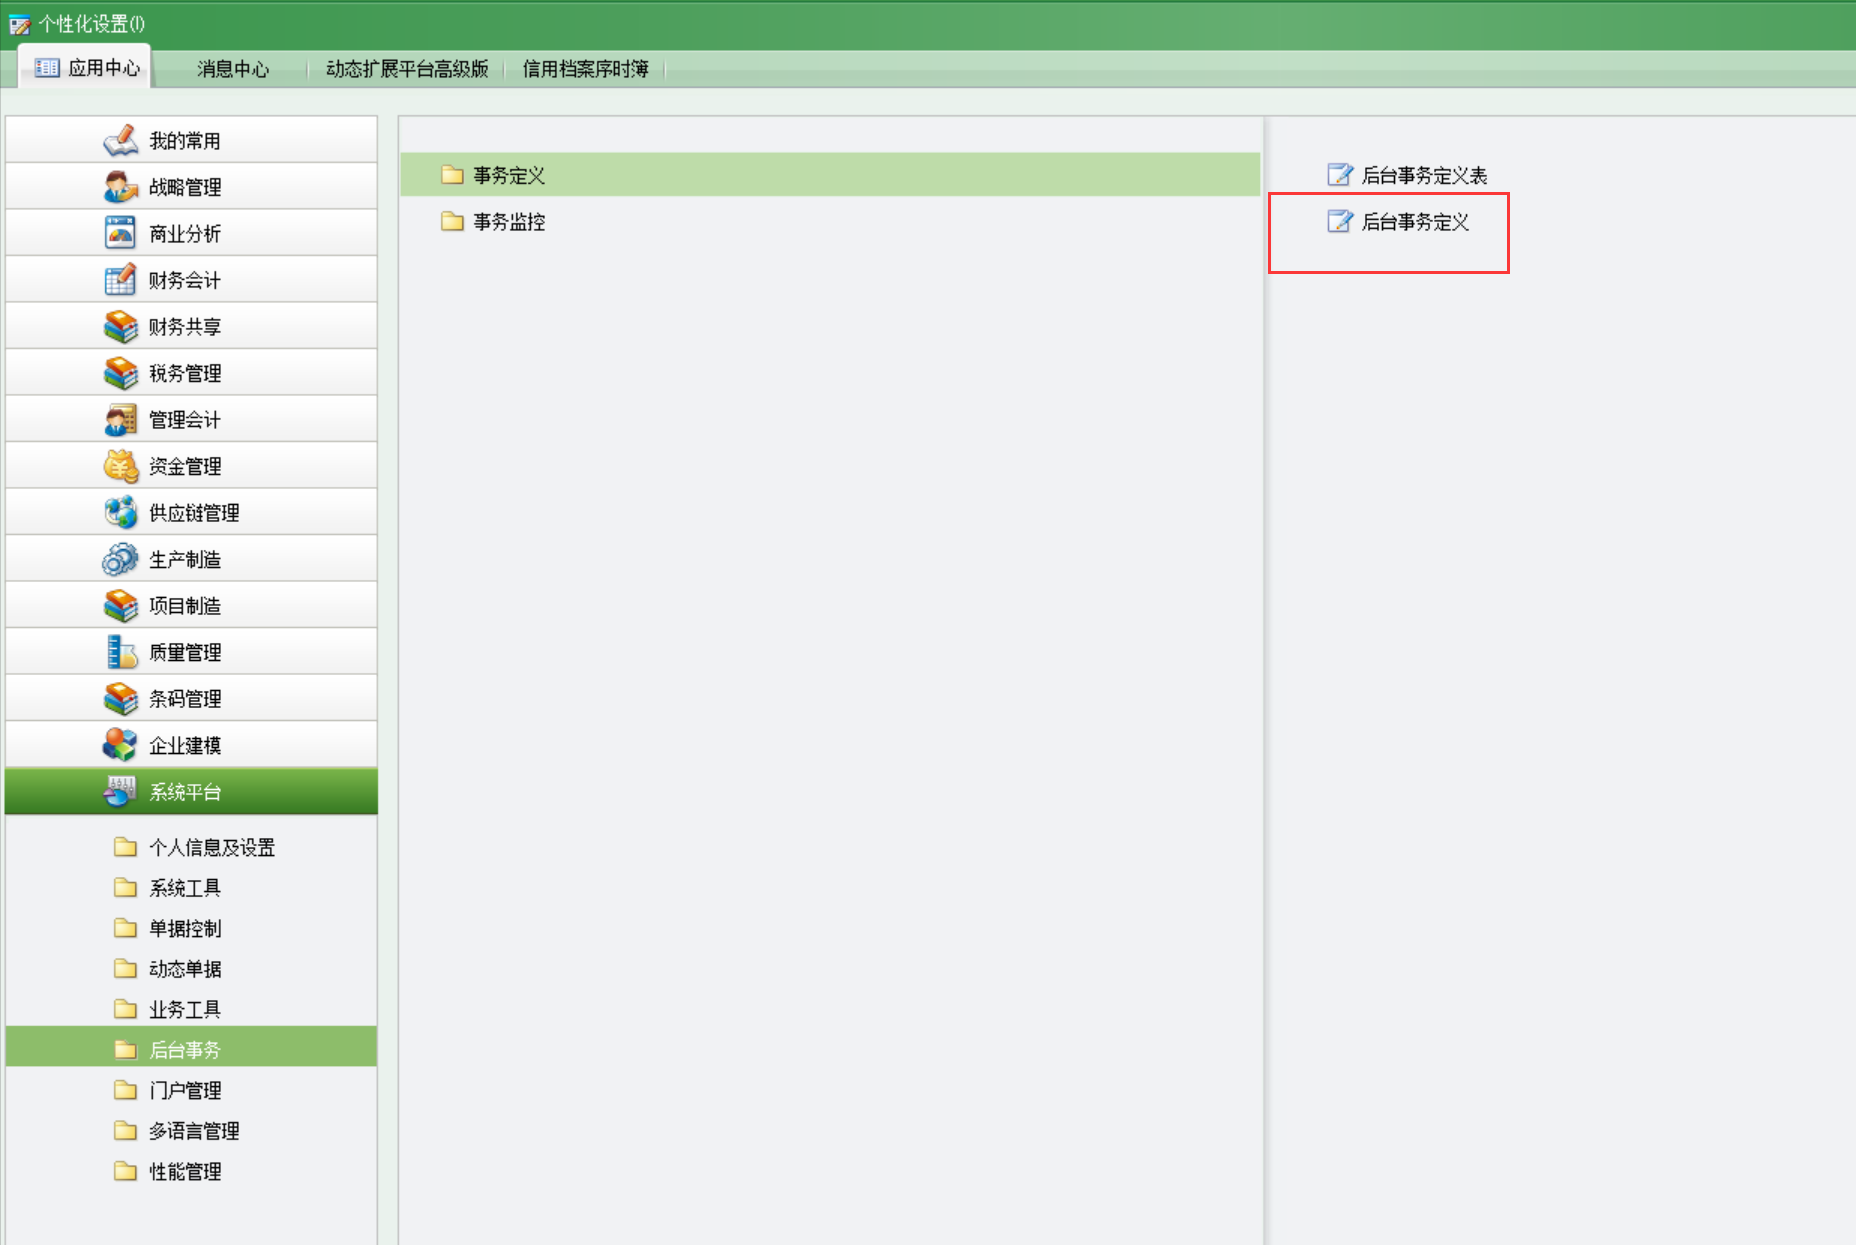 个性化设置(I)
应用中心
消息中心
动态扩展平台高级版
信用档案序时簿
我的常用
战略管理
商业分析
财务会计
财务共享
税务管理
管理会计
资金管理
供应链管理
生产制造
项目制造
质量管理
条码管理
企业建模
系统平台
个人信息及设置
系统工具
单据控制
动态单据
业务工具
后台事务
门户管理
多语言管理
性能管理
事务定义
事务监控
后台事务定义表
后台事务定义